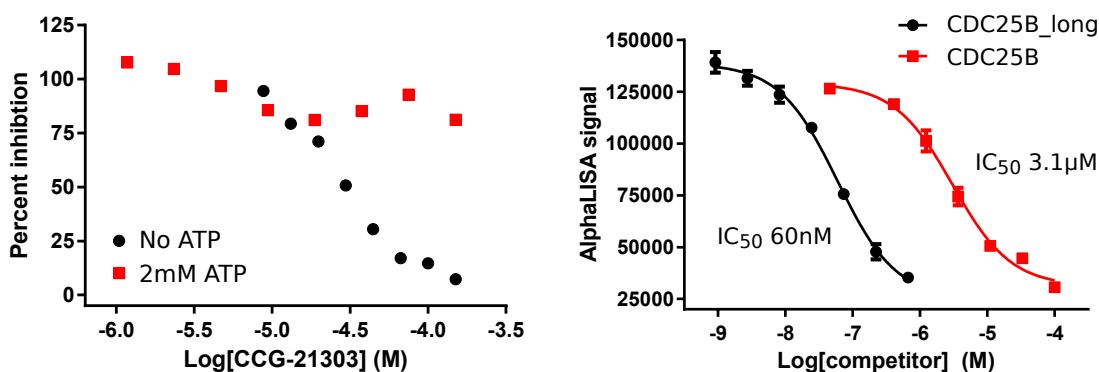 125
100
75
50
25
0
Percent inhibtion
No ATP
2mM ATP
-6.0 -5.5 -5.0 -4.5 -4.0 -3.5
Log[CCG-21303] (M)
CDC25B_long
CDC25B
150000
125000
100000
75000
50000
25000
AlphaLISA signal
IC50 3.1µM
IC50 60nM
-9 -8 -7 -6 -5 -4
Log[competitor] (M)